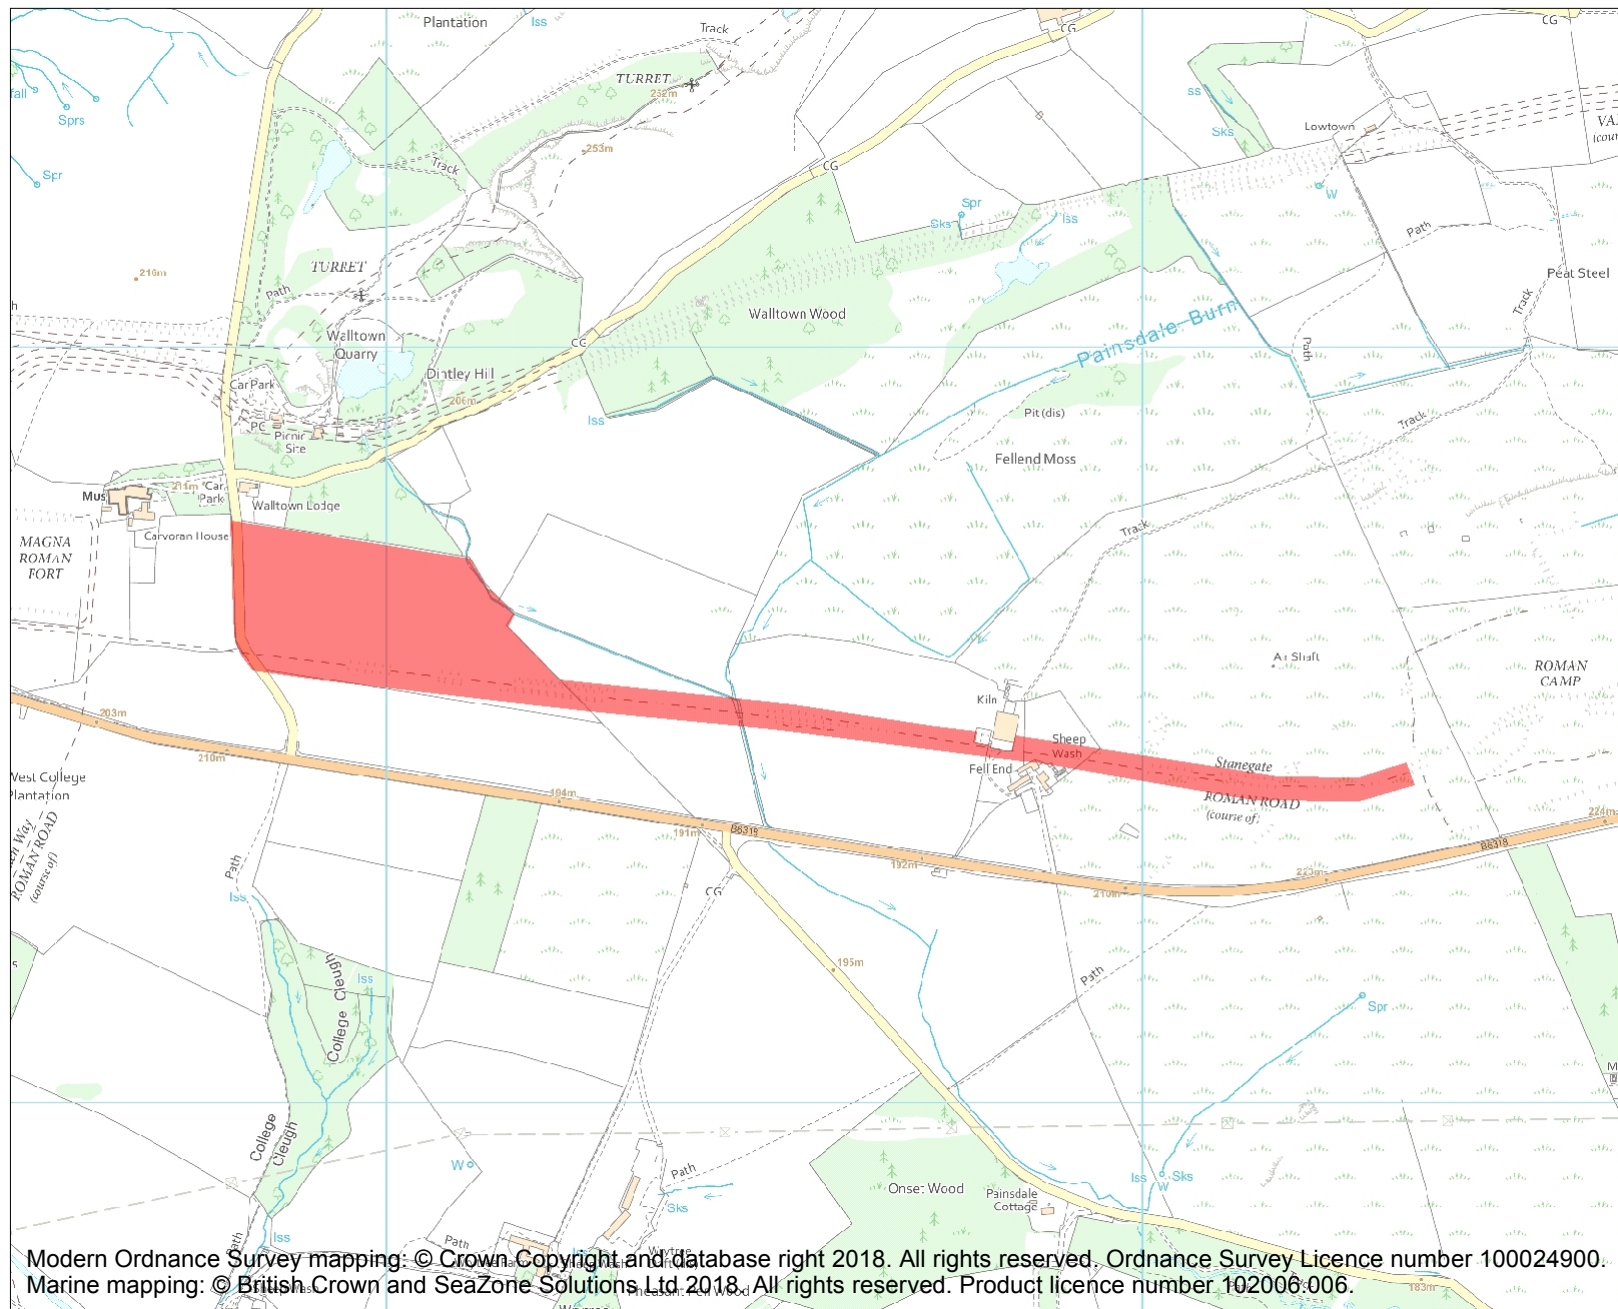 Plantation
Iss
Track
CG
CG
TURRET
252m
Sprs
Spr
253m
Track
CG
ss
Sks
Lowtown
W
Spr
Sks
Iss
Path
216m
TURRET
Path
Walltown
Quarry
Walltown Wood
Painsdale Burn
Peat Steel
Track
Path
CG
Car Park
Dintley Hill
206m
PC
Picnic
Site
Iss
Pit (dis)
Fellend Moss
Track
Mus
211m
Car
Park
Walltown Lodge
Carvoran House
MAGNA
ROMAN
FORT
Track
Air Shaft
ROMAN
CAMP
Kiln
Sheep
Wash
Fell End
Stanegate
ROMAN ROAD
(course of)
203m
210m
West College
Plantation
194m
191m
B6318
192m
210m
223m
B6318
224m
ROMAN ROAD
(course of)
Path
Iss
CG
195m
Path
Spr
College Cleugh
Iss
College
Cleugh
W
Path
Sks
Onset Wood
Painsdale
Cottage
Iss
W
Sks
Path
Iss
Path
183m
Modern Ordnance Survey mapping: © Crown Copyright and database right 2018. All rights reserved. Ordnance Survey Licence number 100024900.
Marine mapping: © British Crown and SeaZone Solutions Ltd 2018. All rights reserved. Product licence number 102006.006.